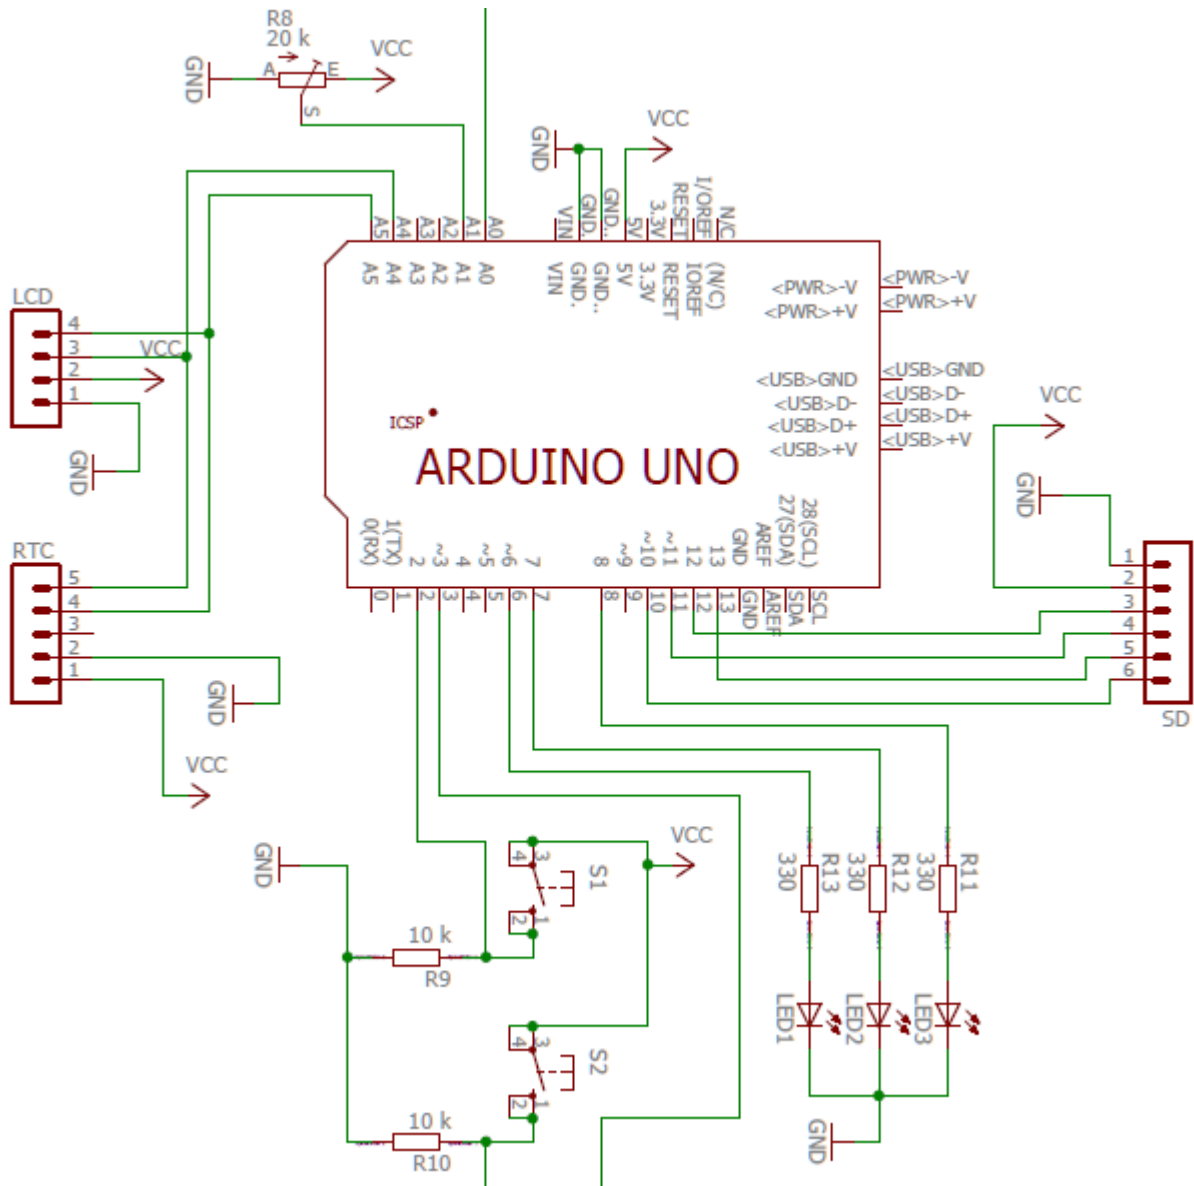 R8
20 k
VCC
GND
A
E
S
GND
VCC
A5
A4
A3
A2
A1
A0
VIN
GND.
GND..
5V
3.3V
RESET
I/OREF
N/C
A5
A4
A3
A2
A1
A0
VIN
GND.
GND..
5V
3.3V
RESET
IOREF
(N/C)
<PWR>-V
<PWR>-V
<PWR>+V
<PWR>+V
<USB>GND
<USB>GND
<USB>D-
<USB>D-
<USB>D+
<USB>D+
<USB>+V
<USB>+V
LCD
4
3
2
1
VCC
GND
ICSP
ARDUINO UNO
VCC
GND
0(RX)
1(TX)
2
~3
4
~5
~6
7
8
~9
~10
~11
12
13
GND
AREF
27(SDA)
28(SCL)
0
1
2
3
4
5
6
7
8
9
10
11
12
13
GND
AREF
SDA
SCL
RTC
5
4
3
2
1
GND
VCC
1
2
3
4
5
6
SD
GND
VCC
4
3
S1
2
1
10 k
R9
4
3
S2
2
1
10 k
R10
330
R13
330
R12
330
R11
LED1
LED2
LED3
GND